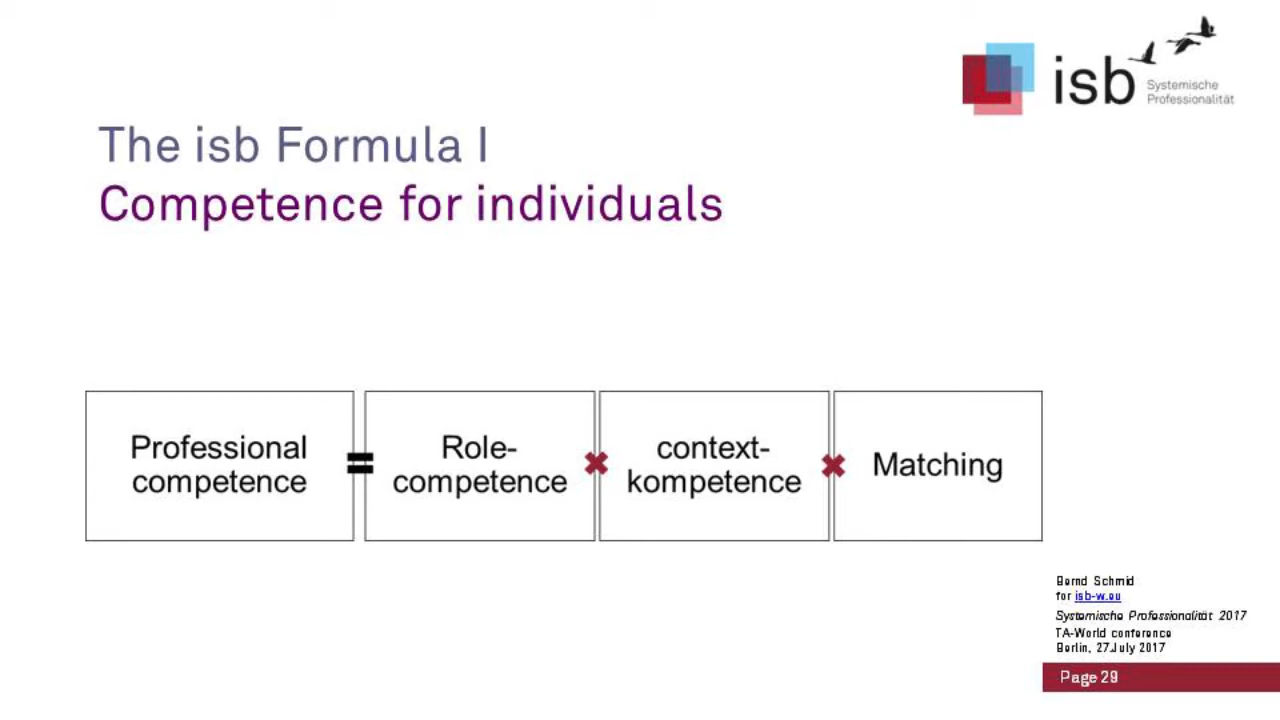 isb
Systemische
Professionalität
The isb Formula I
Competence for individuals
Professional
competence
=
Role-
competence
×
context-
kompetence
×
Matching
Bernd Schmid
for isb-w.eu
Systemische Professionalität 2017
TA-World conference
Berlin, 27.July 2017
Page 29